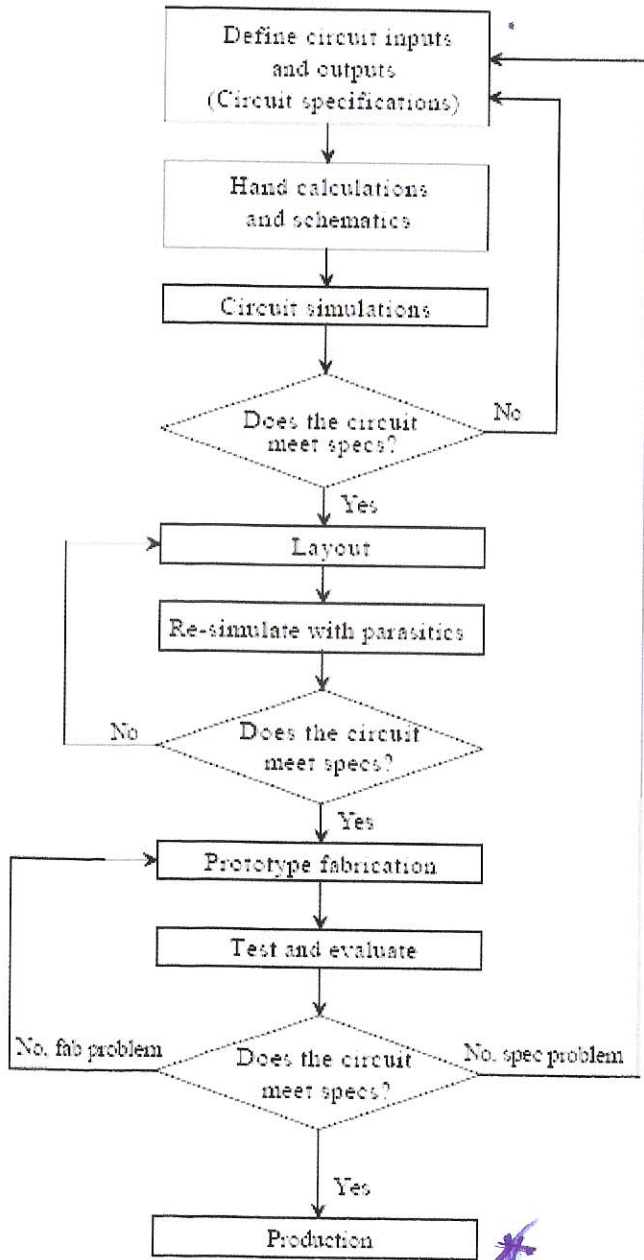 Define circuit inputs
and outputs
(Circuit specifications)
Hand calculations
and schematics
Circuit simulations
Does the circuit
meet specs?
No
Yes
Layout
Re-simulate with parasitics
Does the circuit
meet specs?
No
Yes
Prototype fabrication
Test and evaluate
Does the circuit
meet specs?
No, fab problem
No, spec problem
Yes
Production